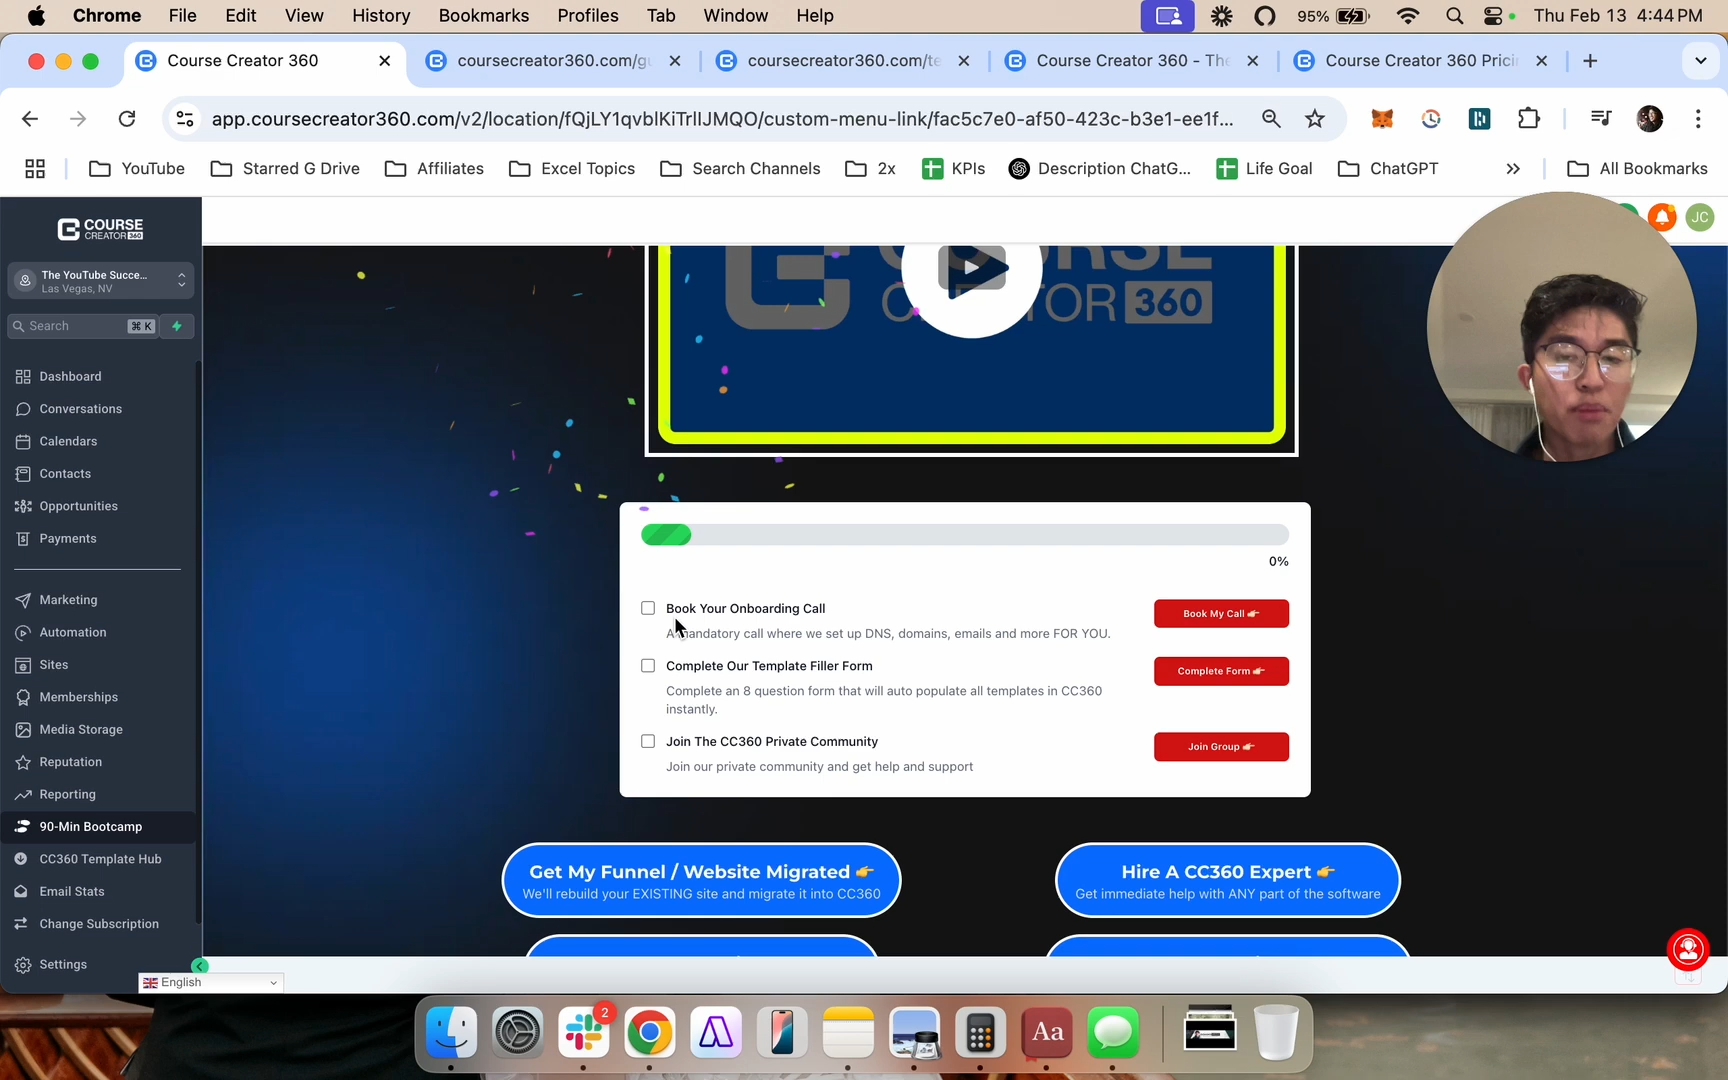 Chrome File Edit View History Bookmarks Profiles Tab Window Help 95% Thu Feb 13 4:44 PM
Course Creator 360 coursecreator360.com/gu coursecreator360.com/te Course Creator 360 - The Course Creator 360 Pricin
app.coursecreator360.com/v2/location/fQjLY1qvblKiTrlIJMQO/custom-menu-link/fac5c7e0-af50-423c-b3e1-ee1f...
YouTube Starred G Drive Affiliates Excel Topics Search Channels 2x KPIs Description ChatG... Life Goal ChatGPT All Bookmarks
COURSE
CREATOR 360
JC
The YouTube Succe...
Las Vegas, NV
Search ⌘ K
Dashboard
Conversations
Calendars
Contacts
Opportunities
Payments
Marketing
Automation
Sites
Memberships
Media Storage
Reputation
Reporting
90-Min Bootcamp
CC360 Template Hub
Email Stats
Change Subscription
Settings
English
360
0%
Book Your Onboarding Call
Book My Call 👉
A mandatory call where we set up DNS, domains, emails and more FOR YOU.
Complete Our Template Filler Form
Complete Form 👉
Complete an 8 question form that will auto populate all templates in CC360
instantly.
Join The CC360 Private Community
Join Group 👉
Join our private community and get help and support
Get My Funnel / Website Migrated 👉
We'll rebuild your EXISTING site and migrate it into CC360
Hire A CC360 Expert 👉
Get immediate help with ANY part of the software
2
Aa